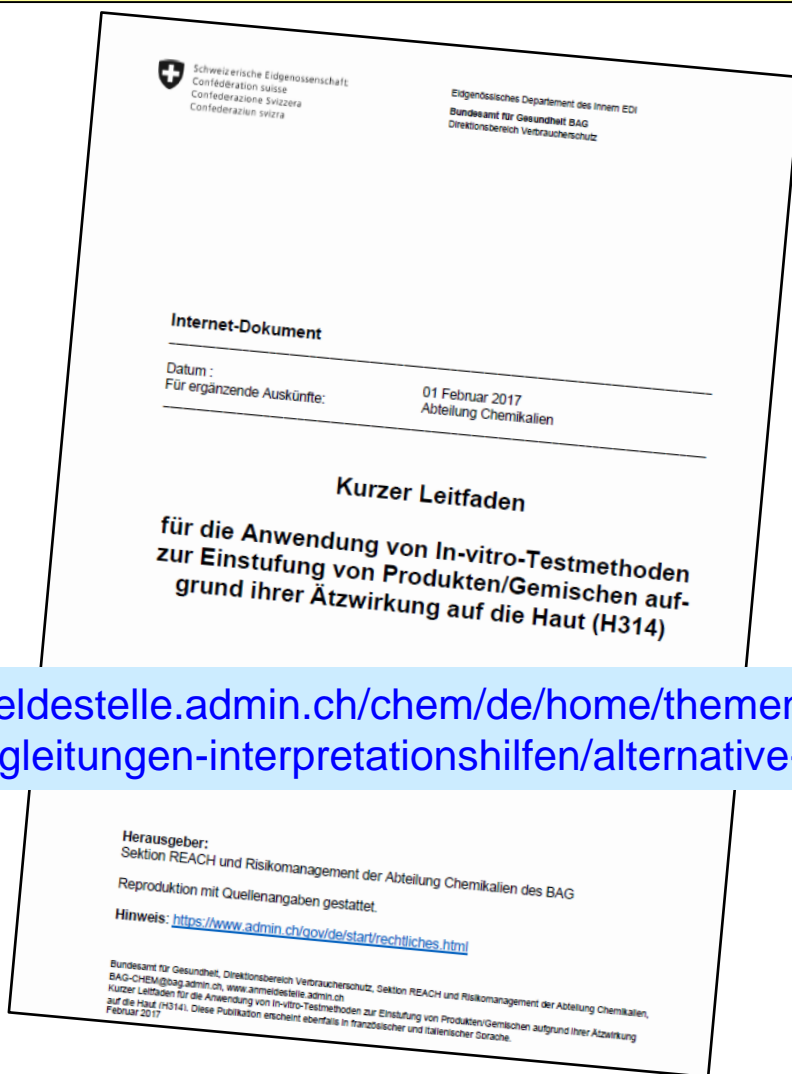 Schweizerische Eidgenossenschaft
Confédération suisse
Confederazione Svizzera
Confederaziun svizra
Eidgenössisches Departement des Innern EDI
Bundesamt für Gesundheit BAG
Direktionsbereich Verbraucherschutz
Internet-Dokument
Datum :
01 Februar 2017
Für ergänzende Auskünfte:
Abteilung Chemikalien
Kurzer Leitfaden
für die Anwendung von In-vitro-Testmethoden
zur Einstufung von Produkten/Gemischen auf-
grund ihrer Ätzwirkung auf die Haut (H314)
eldestelle.admin.ch/chem/de/home/themen
gleitungen-interpretationshilfen/alternative-
Herausgeber:
Sektion REACH und Risikomanagement der Abteilung Chemikalien des BAG
Reproduktion mit Quellenangaben gestattet.
Hinweis: https://www.admin.ch/gov/de/start/rechtliches.html
Bundesamt für Gesundheit, Direktionsbereich Verbraucherschutz, Sektion REACH und Risikomanagement der Abteilung Chemikalien,
BAG-CHEM@bag.admin.ch, www.anmeldestelle.admin.ch
Kurzer Leitfaden für die Anwendung von In-vitro-Testmethoden zur Einstufung von Produkten/Gemischen aufgrund ihrer Ätzwirkung
auf die Haut (H314). Diese Publikation erscheint ebenfalls in französischer und italienischer Sprache.
Februar 2017